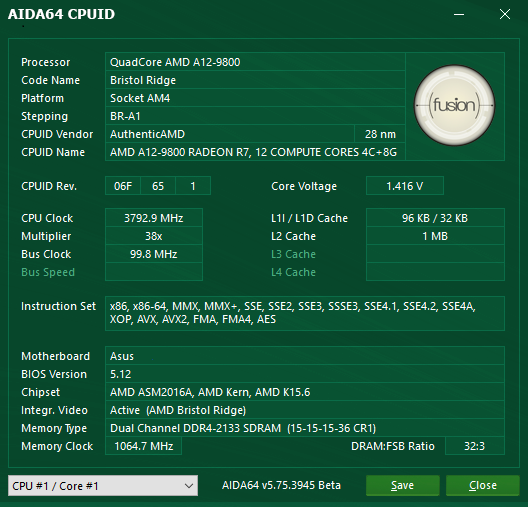 AIDA64 CPUID
Processor QuadCore AMD A12-9800
Code Name Bristol Ridge
Platform Socket AM4
Stepping BR-A1
CPUID Vendor AuthenticAMD 28 nm
CPUID Name AMD A12-9800 RADEON R7, 12 COMPUTE CORES 4C+8G
fusion
CPUID Rev. 06F 65 1 Core Voltage 1.416 V
CPU Clock 3792.9 MHz L1I / L1D Cache 96 KB / 32 KB
Multiplier 38x L2 Cache 1 MB
Bus Clock 99.8 MHz L3 Cache
Bus Speed L4 Cache
Instruction Set x86, x86-64, MMX, MMX+, SSE, SSE2, SSE3, SSSE3, SSE4.1, SSE4.2, SSE4A,
XOP, AVX, AVX2, FMA, FMA4, AES
Motherboard Asus
BIOS Version 5.12
Chipset AMD ASM2016A, AMD Kern, AMD K15.6
Integr. Video Active (AMD Bristol Ridge)
Memory Type Dual Channel DDR4-2133 SDRAM (15-15-15-36 CR1)
Memory Clock 1064.7 MHz DRAM:FSB Ratio 32:3
CPU #1 / Core #1 AIDA64 v5.75.3945 Beta Save Close